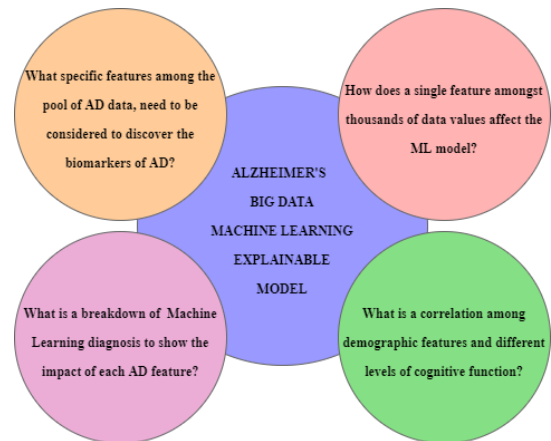 What specific features among the
pool of AD data, need to be
considered to discover the
biomarkers of AD?
How does a single feature amongst
thousands of data values affect the
ML model?
ALZHEIMER'S
BIG DATA
MACHINE LEARNING
EXPLAINABLE
MODEL
What is a breakdown of Machine
Learning diagnosis to show the
impact of each AD feature?
What is a correlation among
demographic features and different
levels of cognitive function?